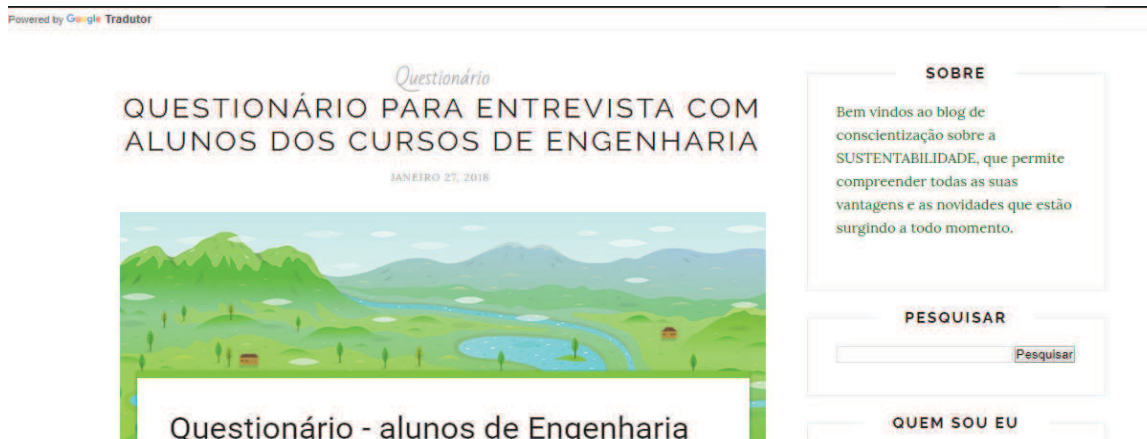 Powered by Google Tradutor
Questionário
QUESTIONÁRIO PARA ENTREVISTA COM
ALUNOS DOS CURSOS DE ENGENHARIA
JANEIRO 27, 2018
Questionário - alunos de Engenharia
SOBRE
Bem vindos ao blog de
conscientização sobre a
SUSTENTABILIDADE, que permite
compreender todas as suas
vantagens e as novidades que estão
surgindo a todo momento.
PESQUISAR
Pesquisar
QUEM SOU EU